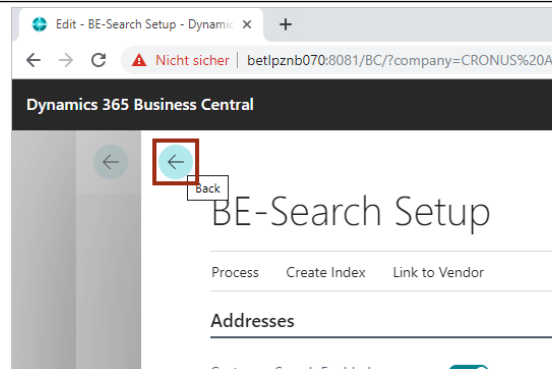 Edit - BE-Search Setup - Dynamic
Nicht sicher | betlpznb070:8081/BC/?company=CRONUS%20A
Dynamics 365 Business Central
Back
BE-Search Setup
Process Create Index Link to Vendor
Addresses